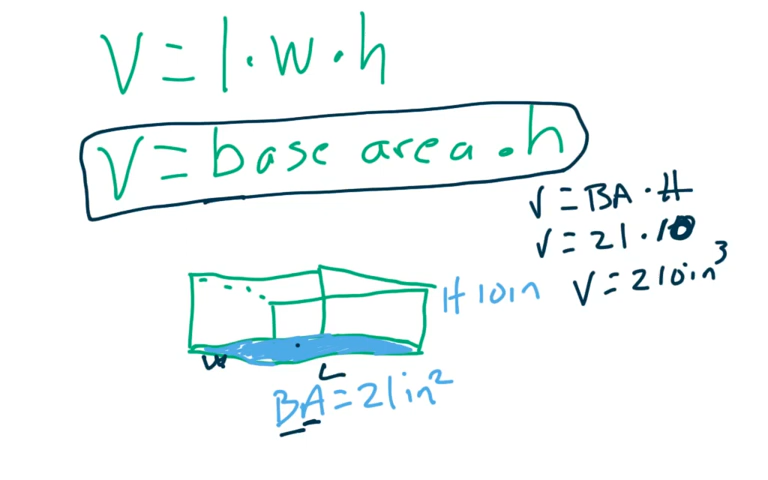 V = l · w · h
V = base area · h
V = BA · H
V = 21 · 10
V = 210in³
H 10in
W
L
BA = 21in²